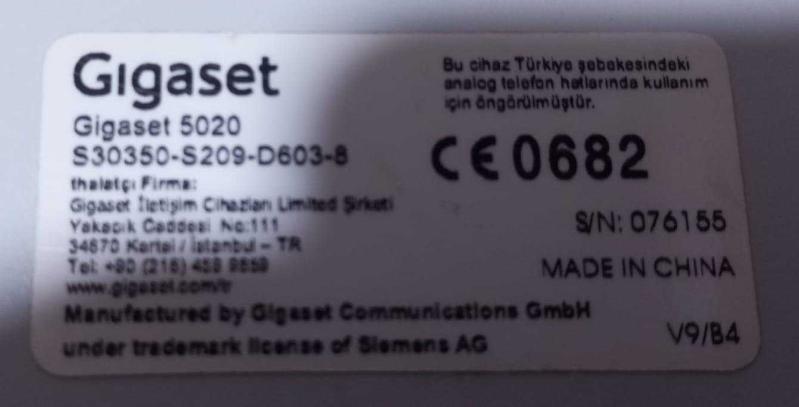 Gigaset
Gigaset 5020
S30350-S209-D603-8
Ithalatçı Firma:
Gigaset İletişim Cihazları Limited Şirketi
Yakacık Caddesi No:111
34870 Kartal / İstanbul – TR
Tel: +90 (216) 459 9859
www.gigaset.com/tr
Manufactured by Gigaset Communications GmbH
under trademark license of Siemens AG
Bu cihaz Türkiye şebekesindeki
analog telefon hatlarında kullanım
için öngörülmüştür.
CE 0682
S/N: 076155
MADE IN CHINA
V9/B4